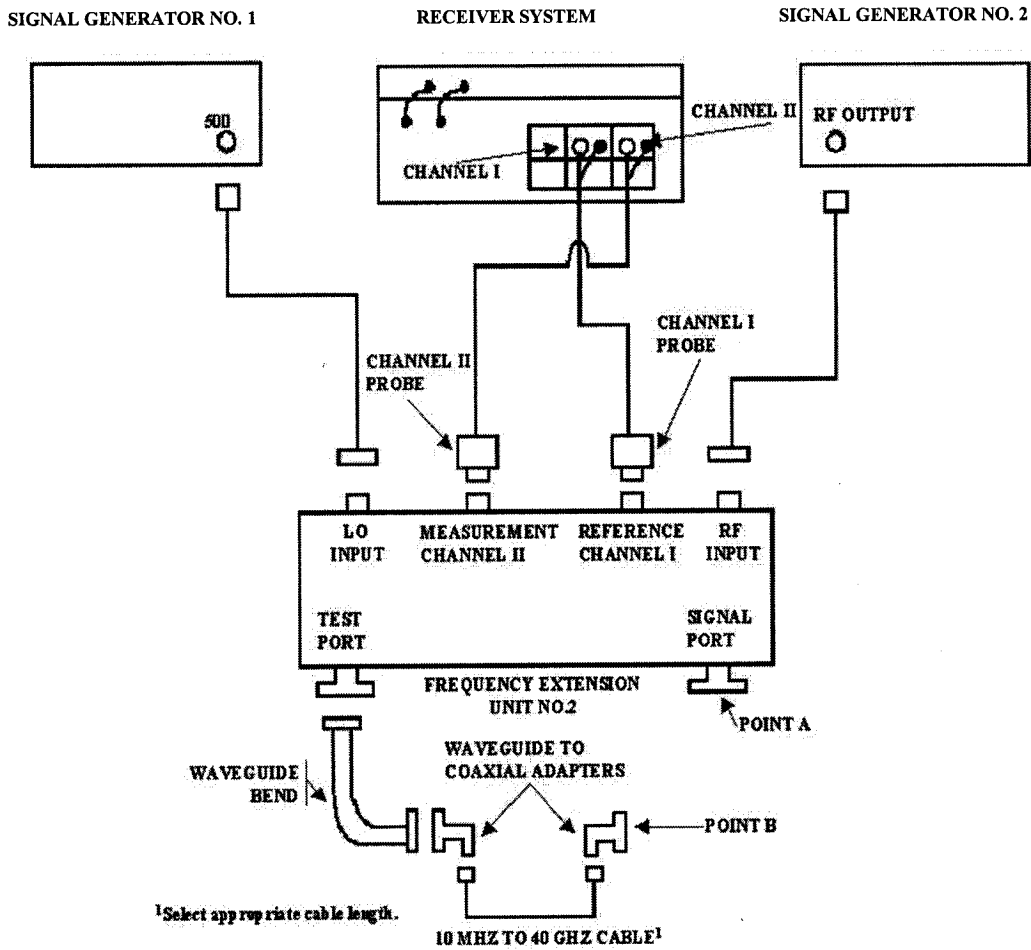 SIGNAL GENERATOR NO. 1
RECEIVER SYSTEM
SIGNAL GENERATOR NO. 2
50Ω
CHANNEL I
CHANNEL II
RF OUTPUT
CHANNEL II
PROBE
CHANNEL I
PROBE
LO
INPUT
MEASUREMENT
CHANNEL II
REFERENCE
CHANNEL I
RF
INPUT
TEST
PORT
SIGNAL
PORT
FREQUENCY EXTENSION
UNIT NO.2
POINT A
WAVEGUIDE
BEND
WAVEGUIDE TO
COAXIAL ADAPTERS
POINT B
¹Select appropriate cable length.
10 MHZ TO 40 GHZ CABLE¹